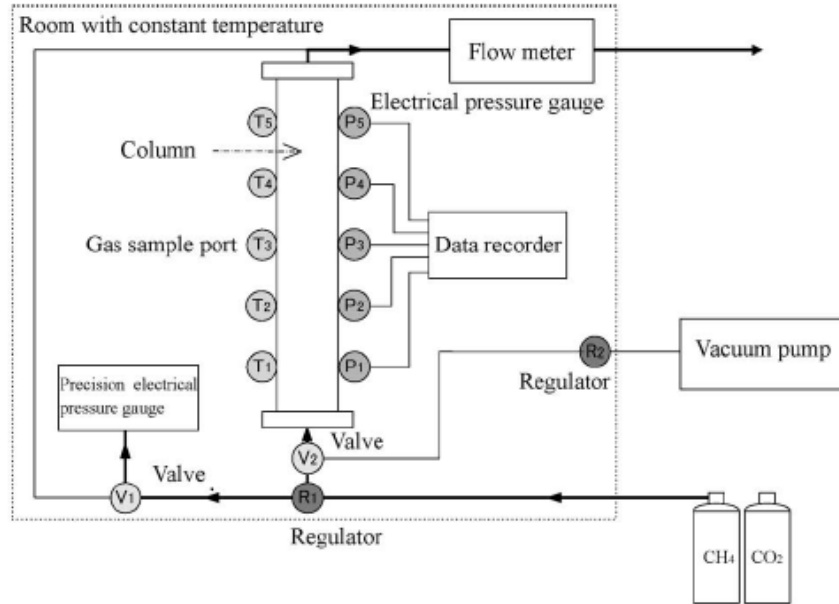 Room with constant temperature
Flow meter
Electrical pressure gauge
T5
P5
Column
T4
P4
Gas sample port
T3
P3
Data recorder
T2
P2
T1
P1
R2
Vacuum pump
Regulator
Precision electrical
pressure gauge
Valve
V2
Valve
V1
R1
Regulator
CH4
CO2